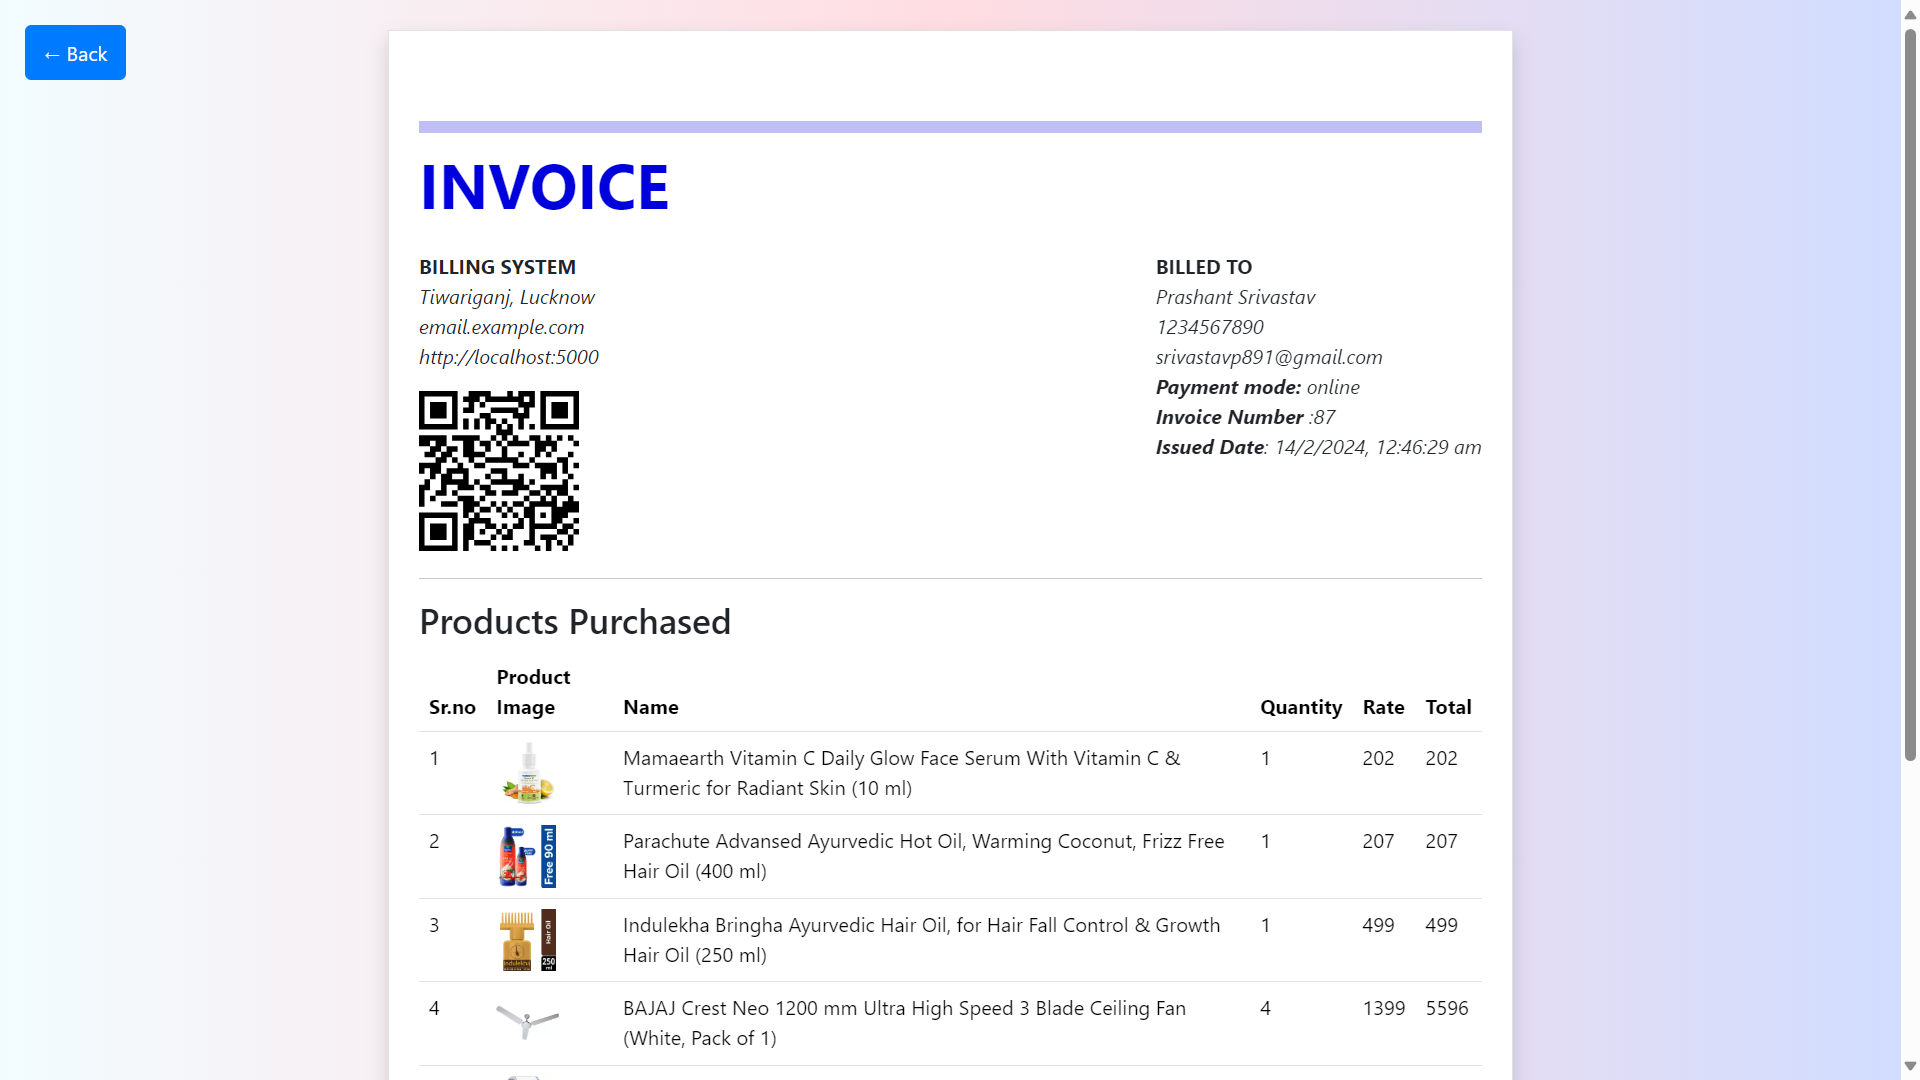 ← Back
INVOICE
BILLING SYSTEM
Tiwariganj, Lucknow
email.example.com
http://localhost:5000
BILLED TO
Prashant Srivastav
1234567890
srivastavp891@gmail.com
Payment mode: online
Invoice Number :87
Issued Date: 14/2/2024, 12:46:29 am
Products Purchased
Sr.no Product Image Name Quantity Rate Total
1 Mamaearth Vitamin C Daily Glow Face Serum With Vitamin C & 1 202 202
Turmeric for Radiant Skin (10 ml)
Free 90 ml
2 Parachute Advansed Ayurvedic Hot Oil, Warming Coconut, Frizz Free 1 207 207
Hair Oil (400 ml)
Hair Oil
250 ml
indulekha
3 Indulekha Bringha Ayurvedic Hair Oil, for Hair Fall Control & Growth 1 499 499
Hair Oil (250 ml)
4 BAJAJ Crest Neo 1200 mm Ultra High Speed 3 Blade Ceiling Fan 4 1399 5596
(White, Pack of 1)